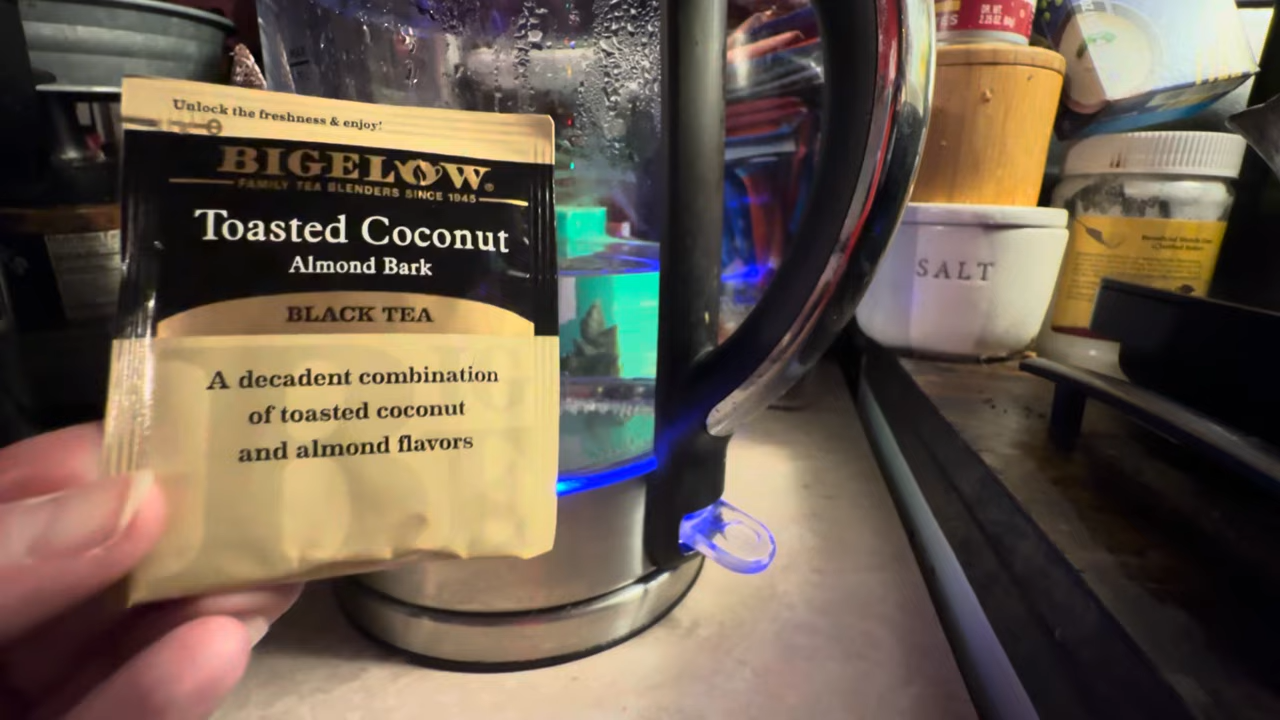 Unlock the freshness & enjoy!
BIGELOW®
FAMILY TEA BLENDERS SINCE 1945
Toasted Coconut
Almond Bark
BLACK TEA
A decadent combination
of toasted coconut
and almond flavors
SALT